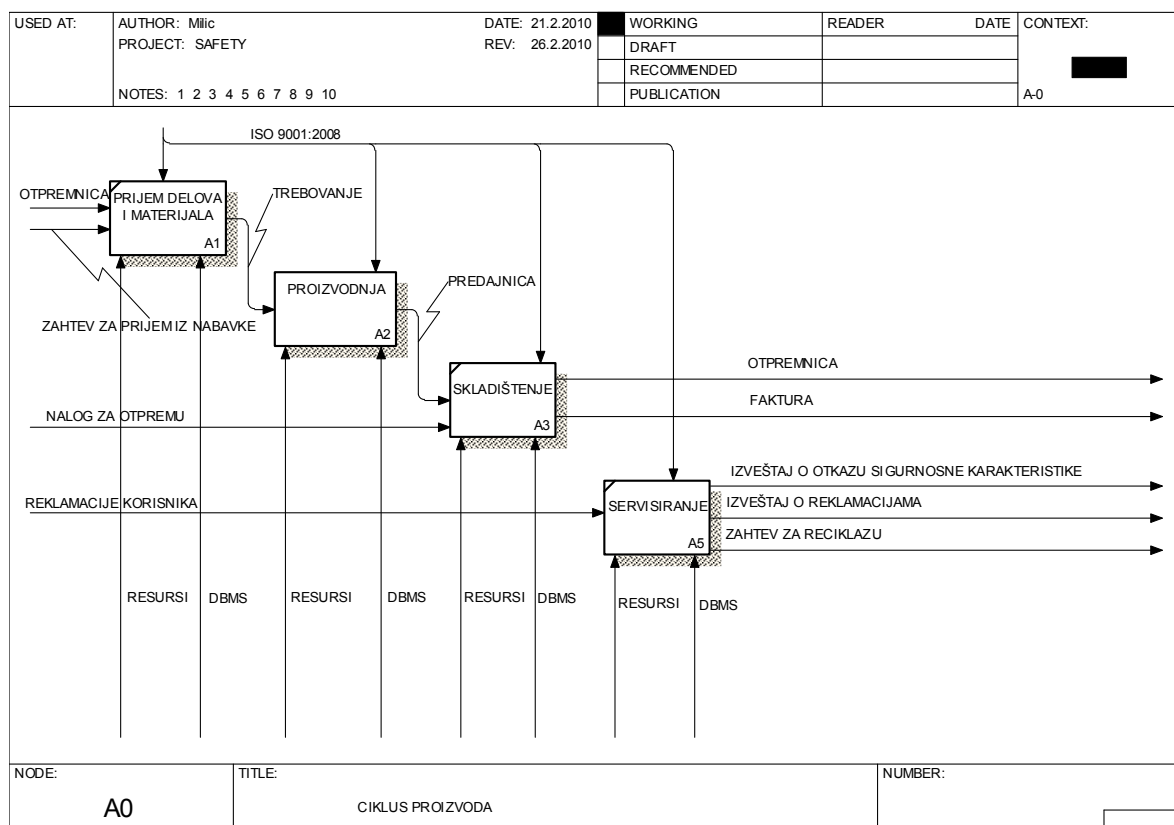 USED AT:
AUTHOR: Milic
DATE: 21.2.2010
PROJECT: SAFETY
REV: 26.2.2010
NOTES: 1 2 3 4 5 6 7 8 9 10
WORKING
DRAFT
RECOMMENDED
PUBLICATION
READER
DATE
CONTEXT:
A-0
ISO 9001:2008
OTPREMNICA
PRIJEM DELOVA
I MATERIJALA
A1
TREBOVANJE
ZAHTEV ZA PRIJEM IZ NABAVKE
PROIZVODNJA
A2
PREDAJNICA
SKLADIŠTENJE
A3
OTPREMNICA
FAKTURA
NALOG ZA OTPREMU
REKLAMACIJE KORISNIKA
SERVISIRANJE
A5
IZVEŠTAJ O OTKAZU SIGURNOSNE KARAKTERISTIKE
IZVEŠTAJ O REKLAMACIJAMA
ZAHTEV ZA RECIKLAZU
RESURSI
DBMS
RESURSI
DBMS
RESURSI
DBMS
RESURSI
DBMS
NODE:
A0
TITLE:
CIKLUS PROIZVODA
NUMBER: